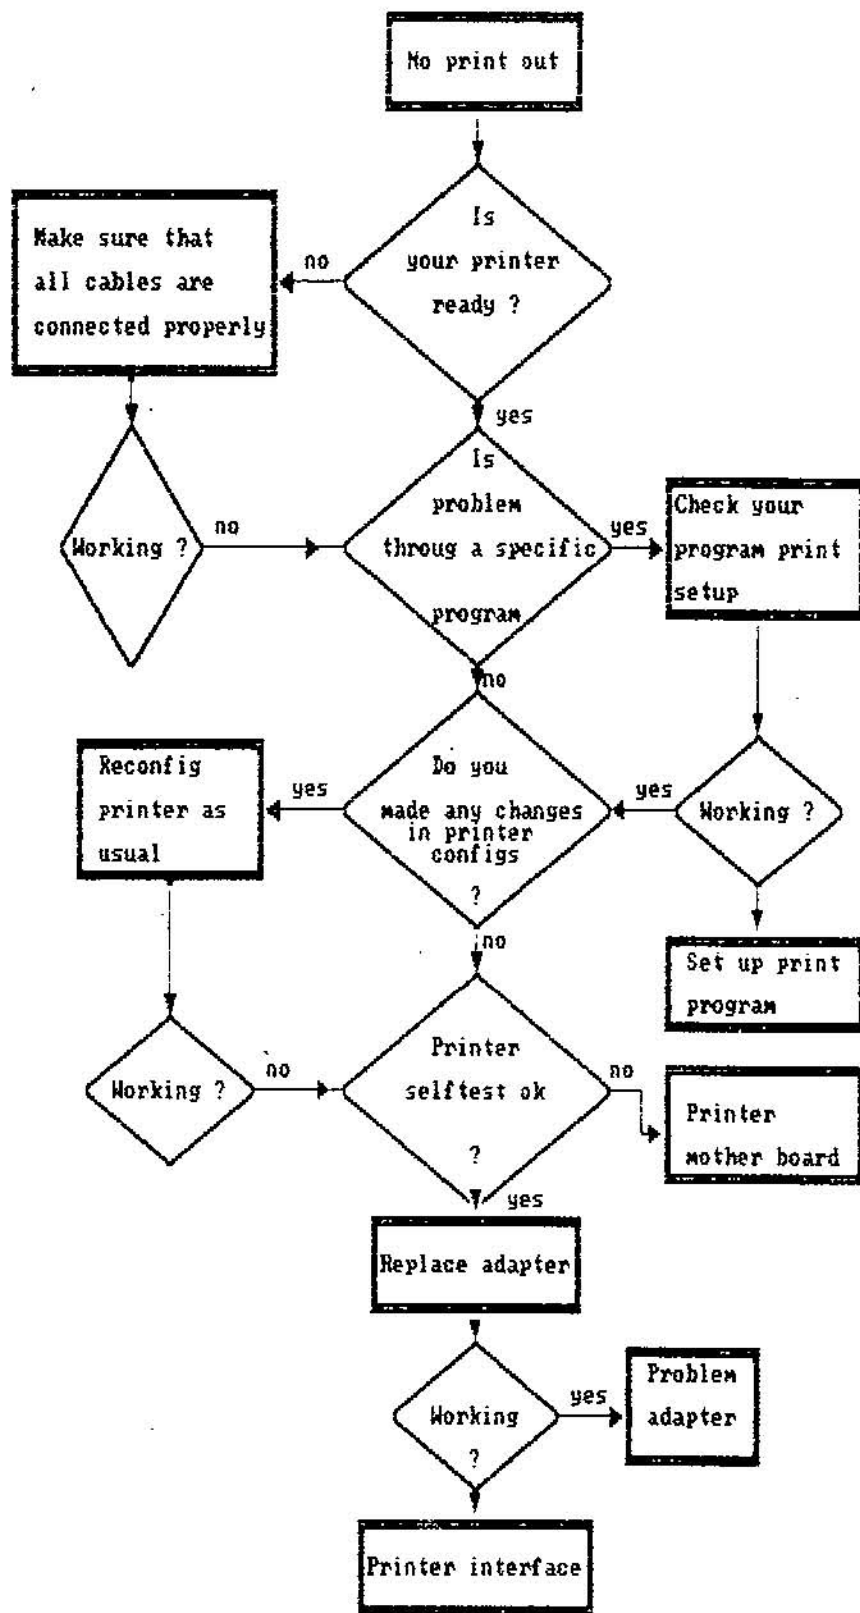 No print out
Is
your printer
ready ?
no
Make sure that
all cables are
connected properly
yes
Working ?
no
Is
problem
throug a specific
program
yes
Check your
program print
setup
no
Do you
made any changes
in printer
configs
?
yes
Reconfig
printer as
usual
yes
Working ?
Set up print
program
no
Working ?
no
Printer
selftest ok
?
no
Printer
mother board
yes
Replace adapter
Working
?
yes
Problem
adapter
Printer interface